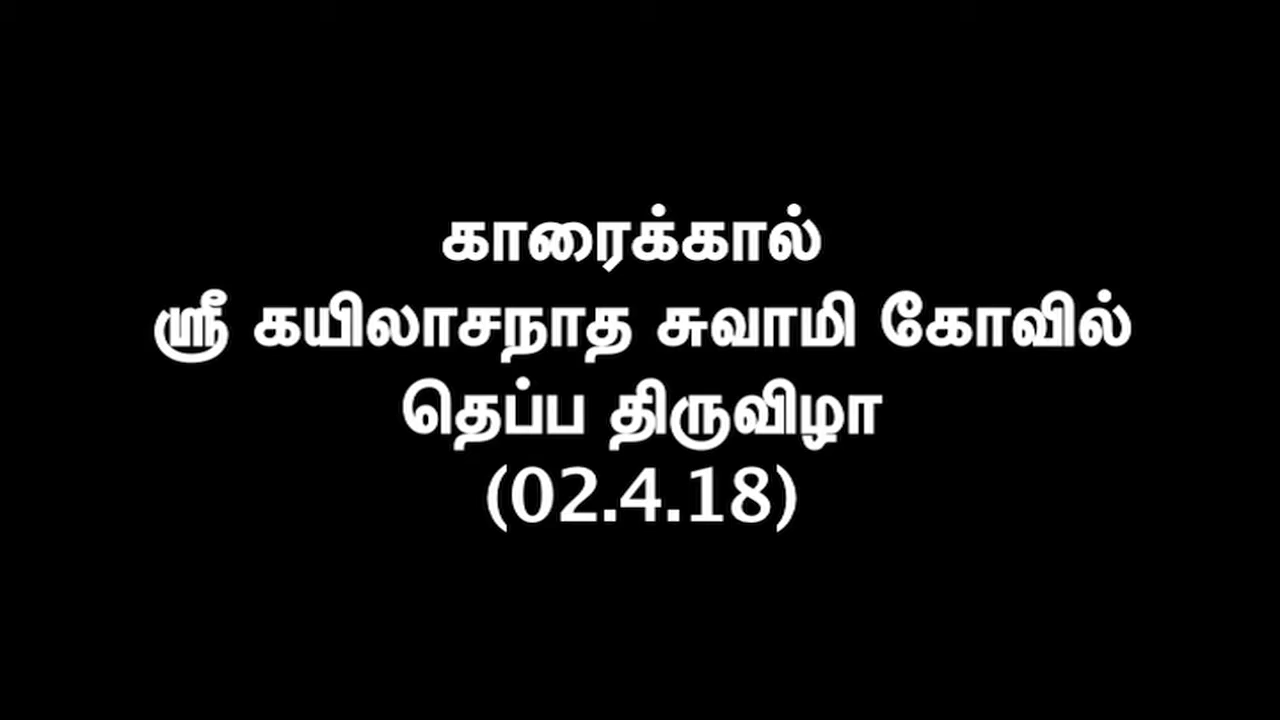 காரைக்கால்
ஸ்ரீ கயிலாசநாத சுவாமி கோவில்
தெப்ப திருவிழா
(02.4.18)